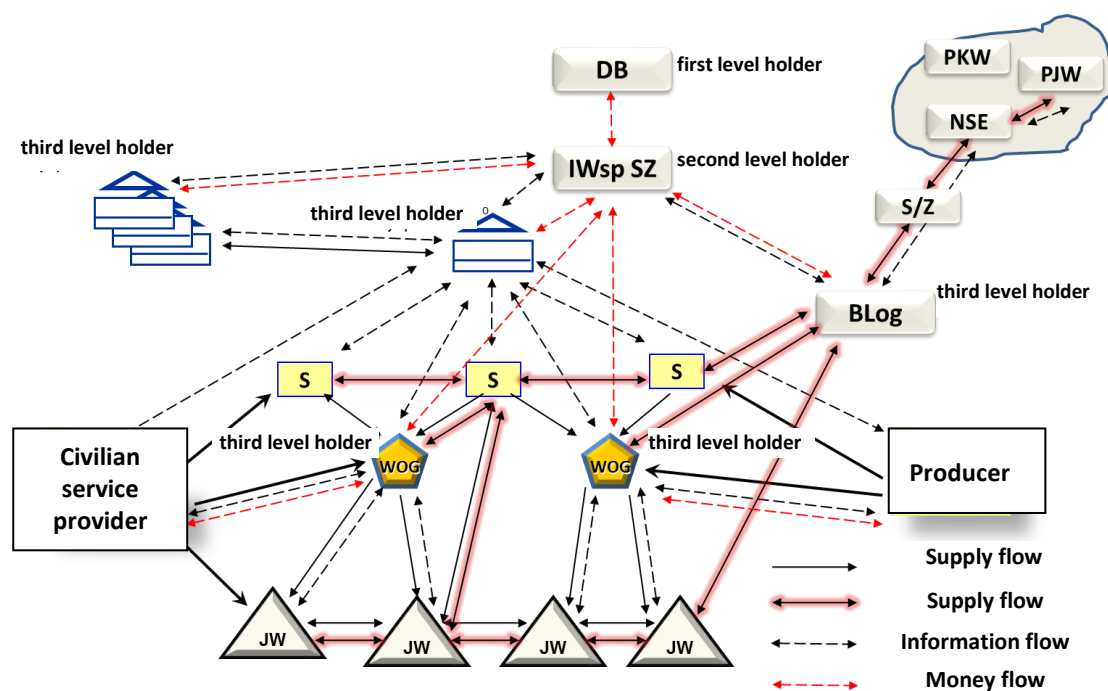 PKW
DB
first level holder
PJW
NSE
third level holder
IWsp SZ
second level holder
third level holder
o
S/Z
third level holder
BLog
S
S
S
third level holder
third level holder
Civilian
service
provider
WOG
WOG
Producer
Supply flow
Supply flow
Information flow
Money flow
JW
JW
JW
JW